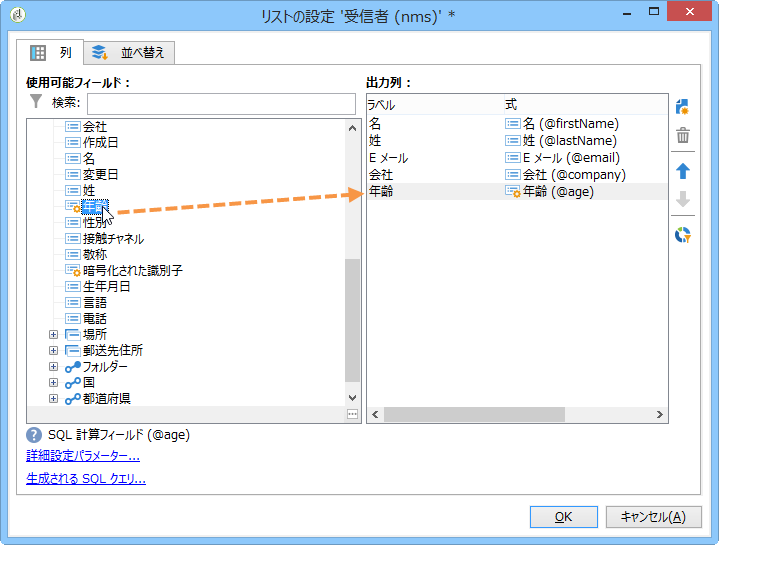 リストの設定 '受信者 (nms)' *
列
並べ替え
使用可能フィールド：
検索:
会社
作成日
名
変更日
姓
性別
接触チャネル
敬称
暗号化された識別子
生年月日
言語
電話
場所
郵送先住所
フォルダー
国
都道府県
SQL 計算フィールド (@age)
詳細設定パラメーター...
生成される SQL クエリ...
出力列：
ラベル 式
名 名 (@firstName)
姓 姓 (@lastName)
E メール E メール (@email)
会社 会社 (@company)
年齢 年齢 (@age)
OK
キャンセル(A)